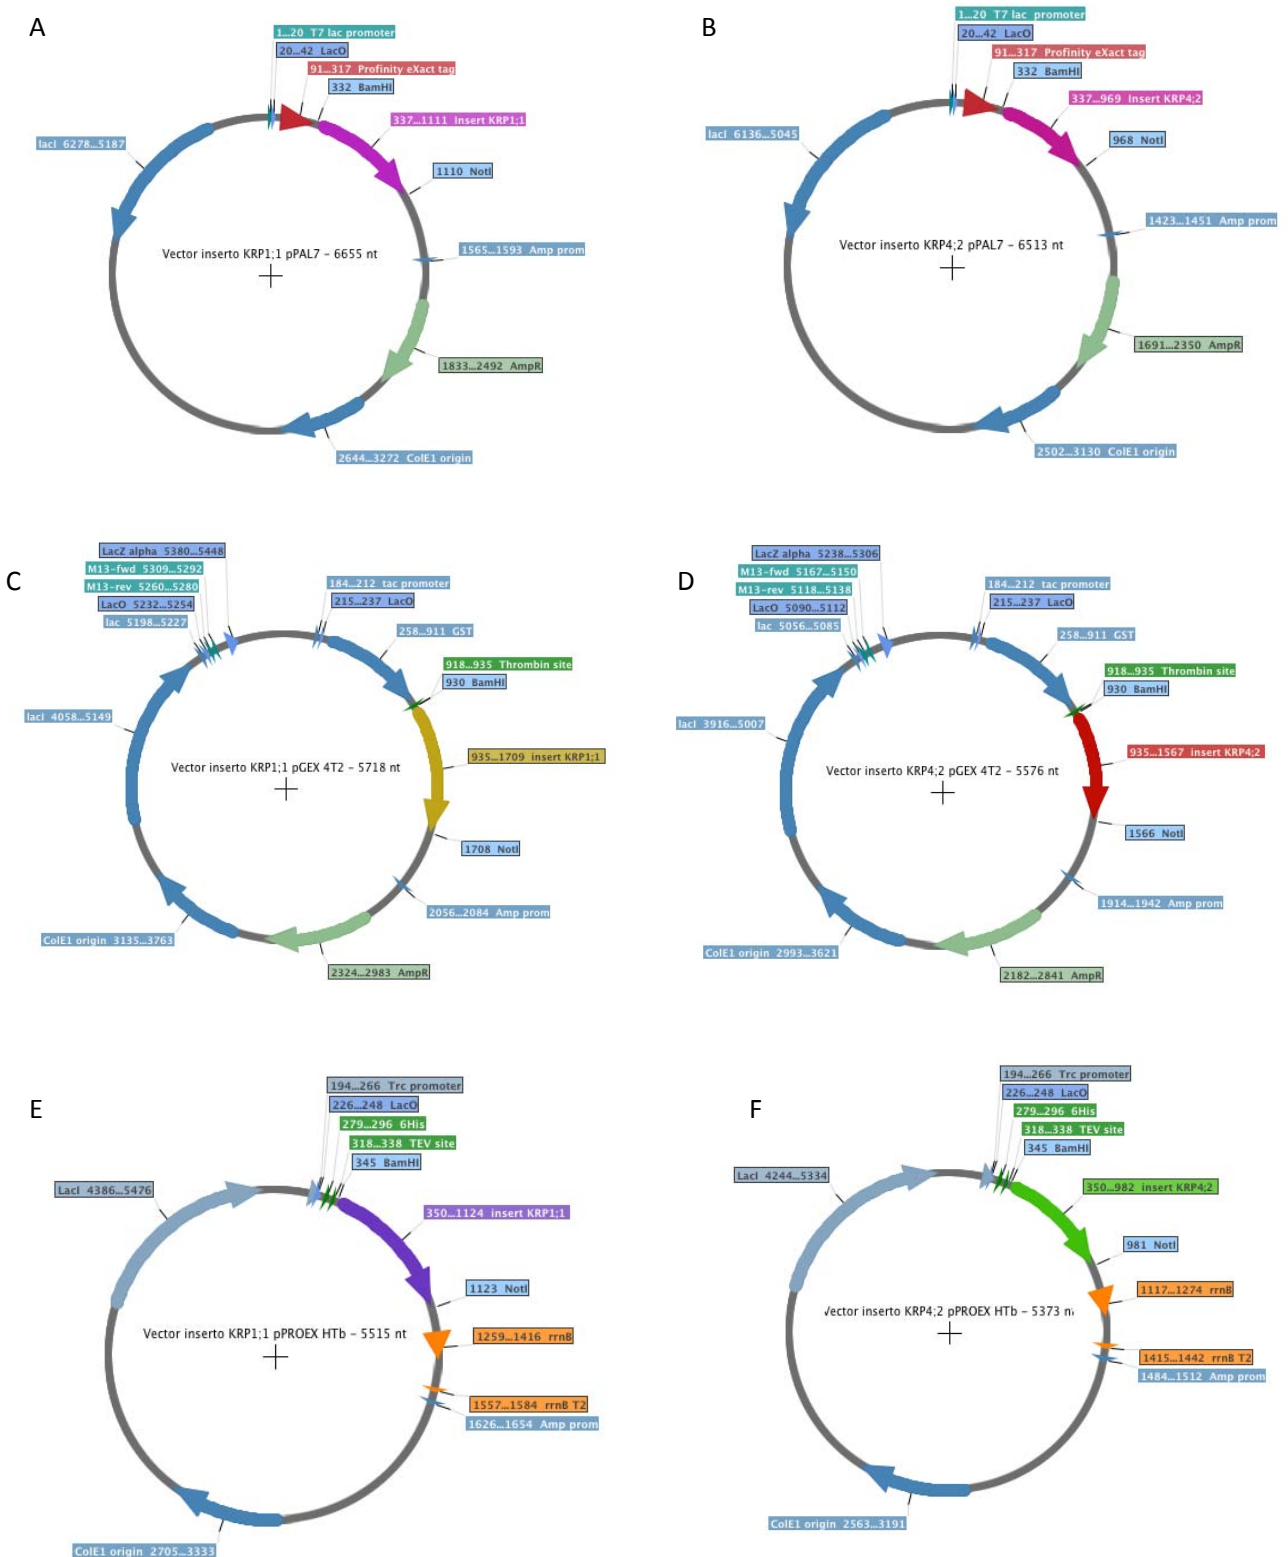 A
1...20 T7 lac promoter
20...42 LacO
91...317 Profinity eXact tag
332 BamHI
337...1111 Insert KRP1;1
1110 NotI
1565...1593 Amp prom
1833...2492 AmpR
2644...3272 ColE1 origin
lacI 6278...5187
Vector inserto KRP1;1 pPAL7 - 6655 nt
B
1...20 T7 lac promoter
20...42 LacO
91...317 Profinity eXact tag
332 BamHI
337...969 Insert KRP4;2
968 NotI
1423...1451 Amp prom
1691...2350 AmpR
2502...3130 ColE1 origin
lacI 6136...5045
Vector inserto KRP4;2 pPAL7 - 6513 nt
C
LacZ alpha 5380...5448
M13-fwd 5309...5292
M13-rev 5260...5280
LacO 5232...5254
lac 5198...5227
184...212 tac promoter
215...237 LacO
258...911 GST
918...935 Thrombin site
930 BamHI
935...1709 insert KRP1;1
1708 NotI
2056...2084 Amp prom
2324...2983 AmpR
ColE1 origin 3135...3763
lacI 4058...5149
Vector inserto KRP1;1 pGEX 4T2 - 5718 nt
D
LacZ alpha 5238...5306
M13-fwd 5167...5150
M13-rev 5118...5138
LacO 5090...5112
lac 5056...5085
184...212 tac promoter
215...237 LacO
258...911 GST
918...935 Thrombin site
930 BamHI
935...1567 insert KRP4;2
1566 NotI
1914...1942 Amp prom
2182...2841 AmpR
ColE1 origin 2993...3621
lacI 3916...5007
Vector inserto KRP4;2 pGEX 4T2 - 5576 nt
E
194...266 Trc promoter
226...248 LacO
279...296 6His
318...338 TEV site
345 BamHI
350...1124 insert KRP1;1
1123 NotI
1259...1416 rrnB
1557...1584 rrnB T2
1626...1654 Amp prom
ColE1 origin 2705...3333
LacI 4386...5476
Vector inserto KRP1;1 pPROEX HTb - 5515 nt
F
194...266 Trc promoter
226...248 LacO
279...296 6His
318...338 TEV site
345 BamHI
350...982 insert KRP4;2
981 NotI
1117...1274 rrnB
1415...1442 rrnB T2
1484...1512 Amp prom
ColE1 origin 2563...3191
LacI 4244...5334
Vector inserto KRP4;2 pPROEX HTb - 5373 nt